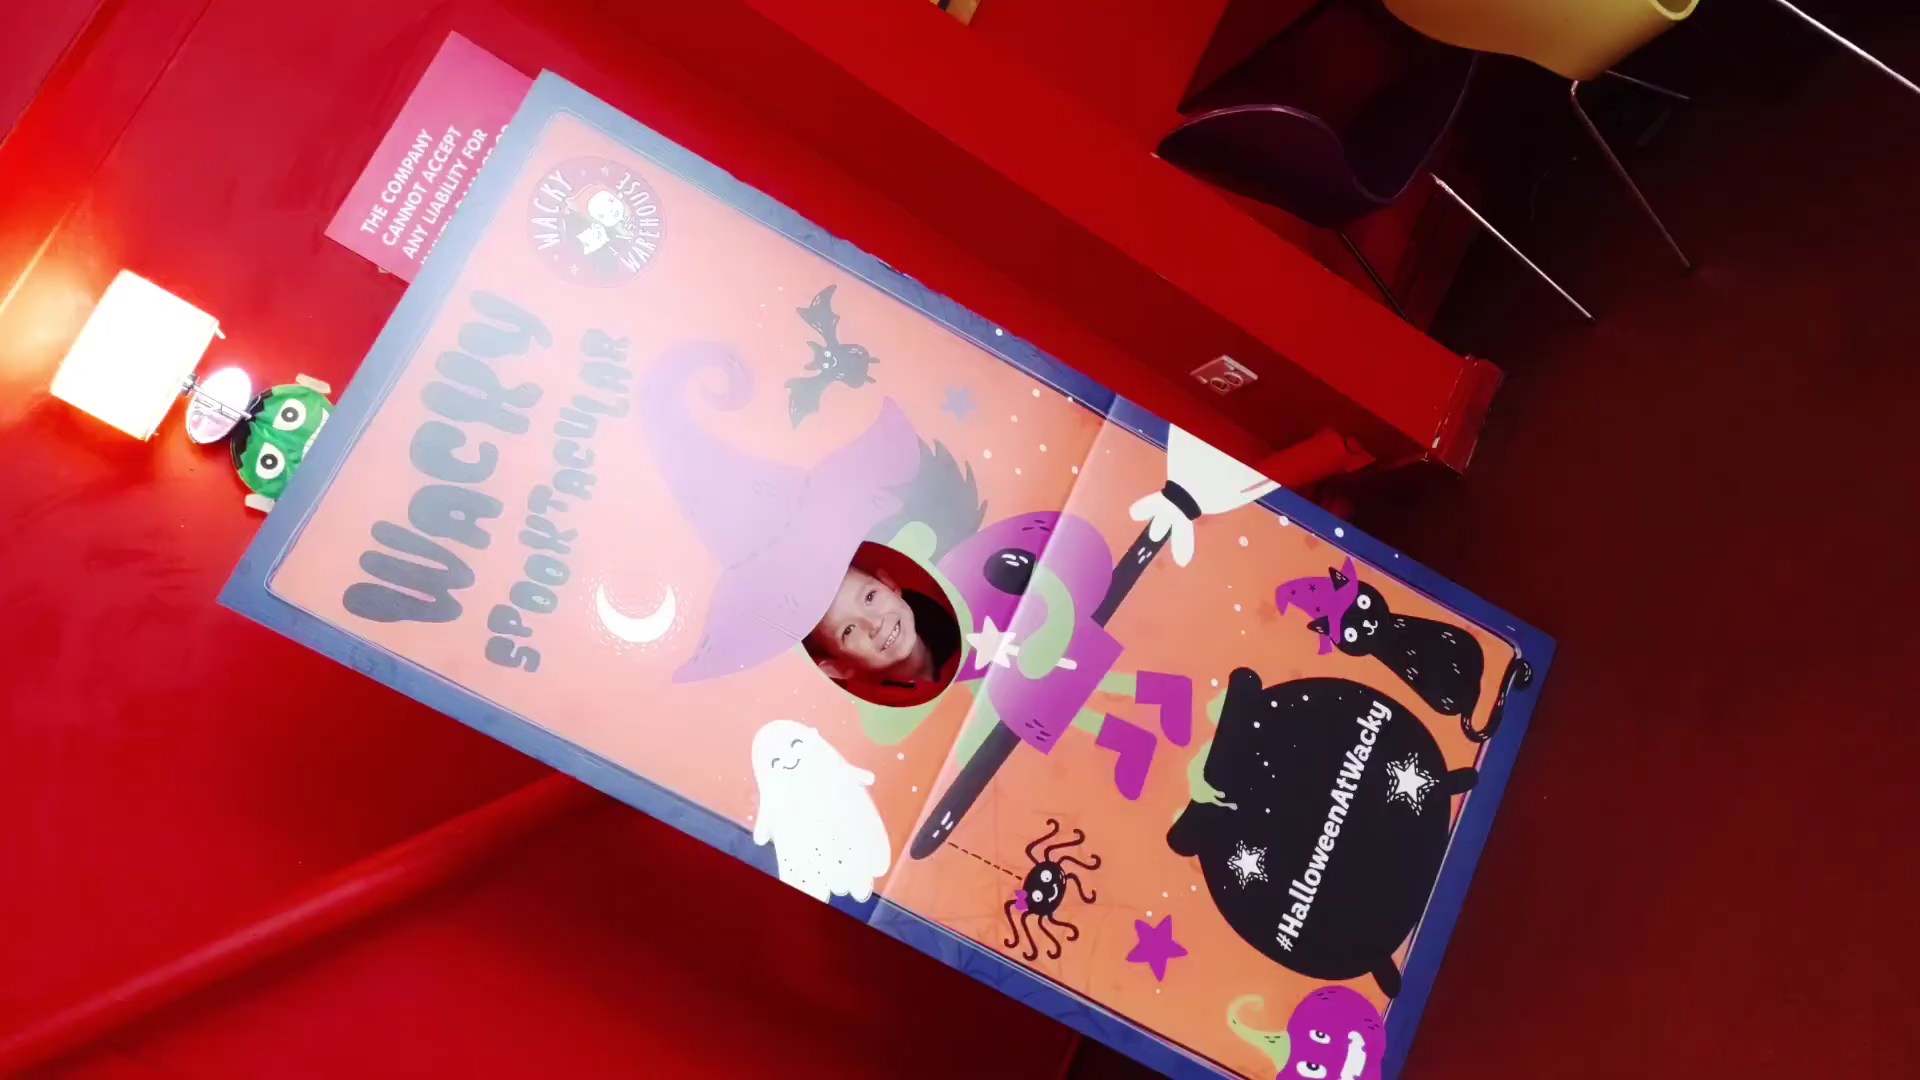 THE COMPANY
CANNOT ACCEPT
ANY LIABILITY FOR
WACKY
WAREHOUSE
WACKY
SPOOKTACULAR
#HalloweenAtWacky